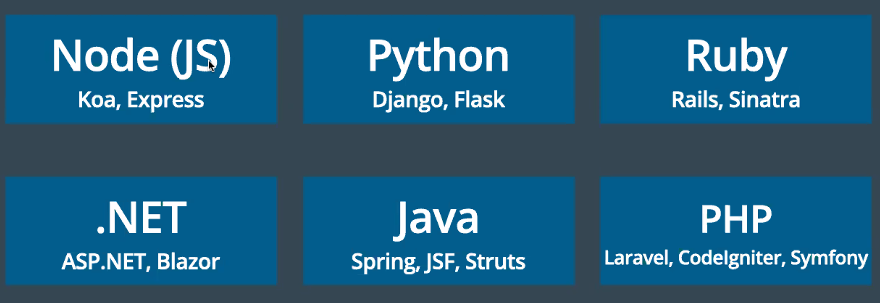 Node (JS)
Koa, Express
Python
Django, Flask
Ruby
Rails, Sinatra
.NET
ASP.NET, Blazor
Java
Spring, JSF, Struts
PHP
Laravel, CodeIgniter, Symfony